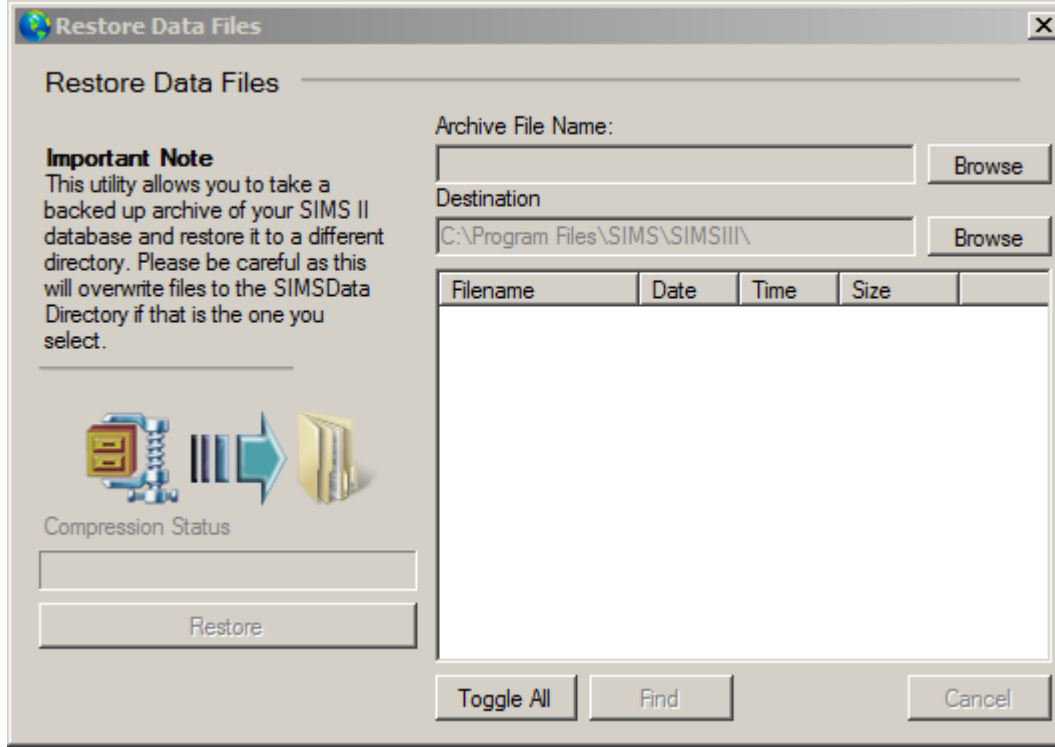 Restore Data Files
Restore Data Files
Important Note
This utility allows you to take a
backed up archive of your SIMS II
database and restore it to a different
directory. Please be careful as this
will overwrite files to the SIMSData
Directory if that is the one you
select.
Compression Status
Restore
Archive File Name:
Browse
Destination
C:\Program Files\SIMS\SIMSIII\
Browse
Filename Date Time Size
Toggle All Find Cancel